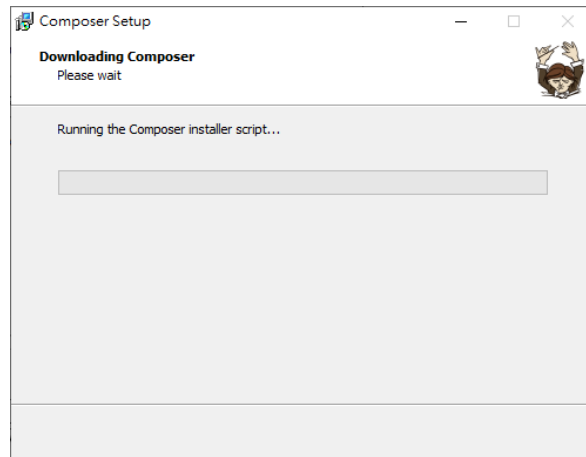 Composer Setup
Downloading Composer
Please wait
Running the Composer installer script...